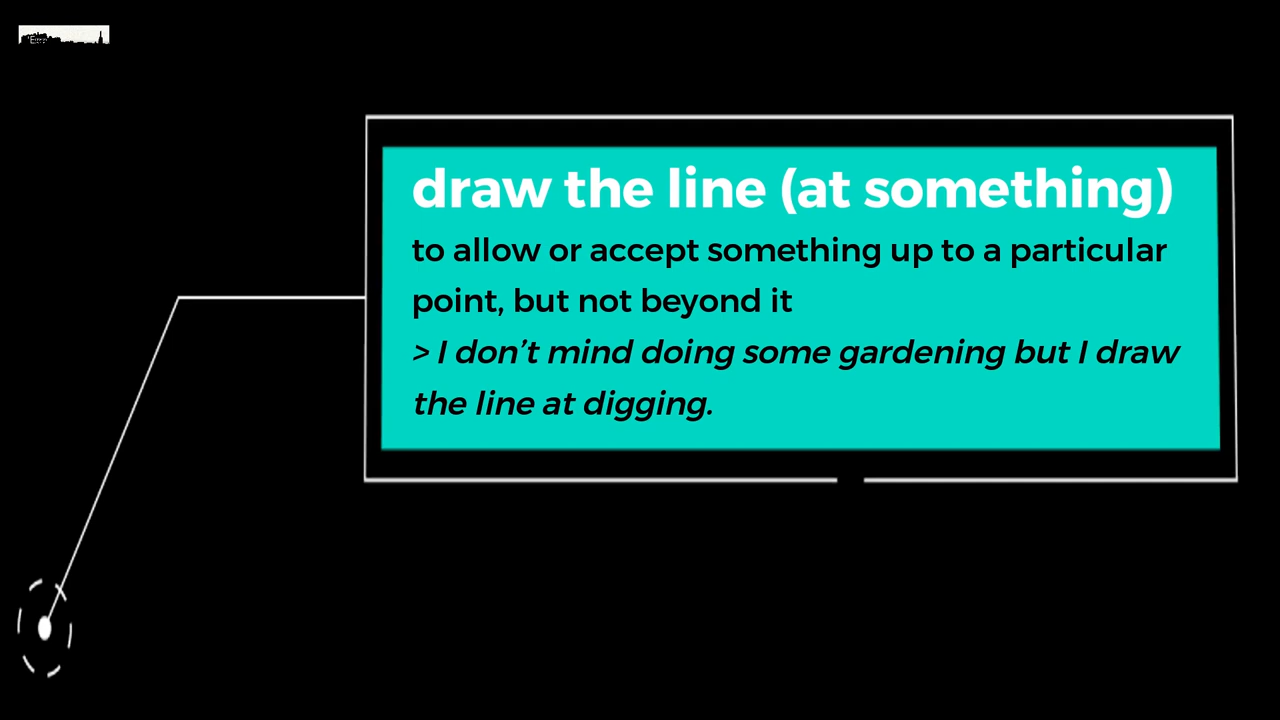 draw the line (at something)
to allow or accept something up to a particular
point, but not beyond it
> I don’t mind doing some gardening but I draw
the line at digging.